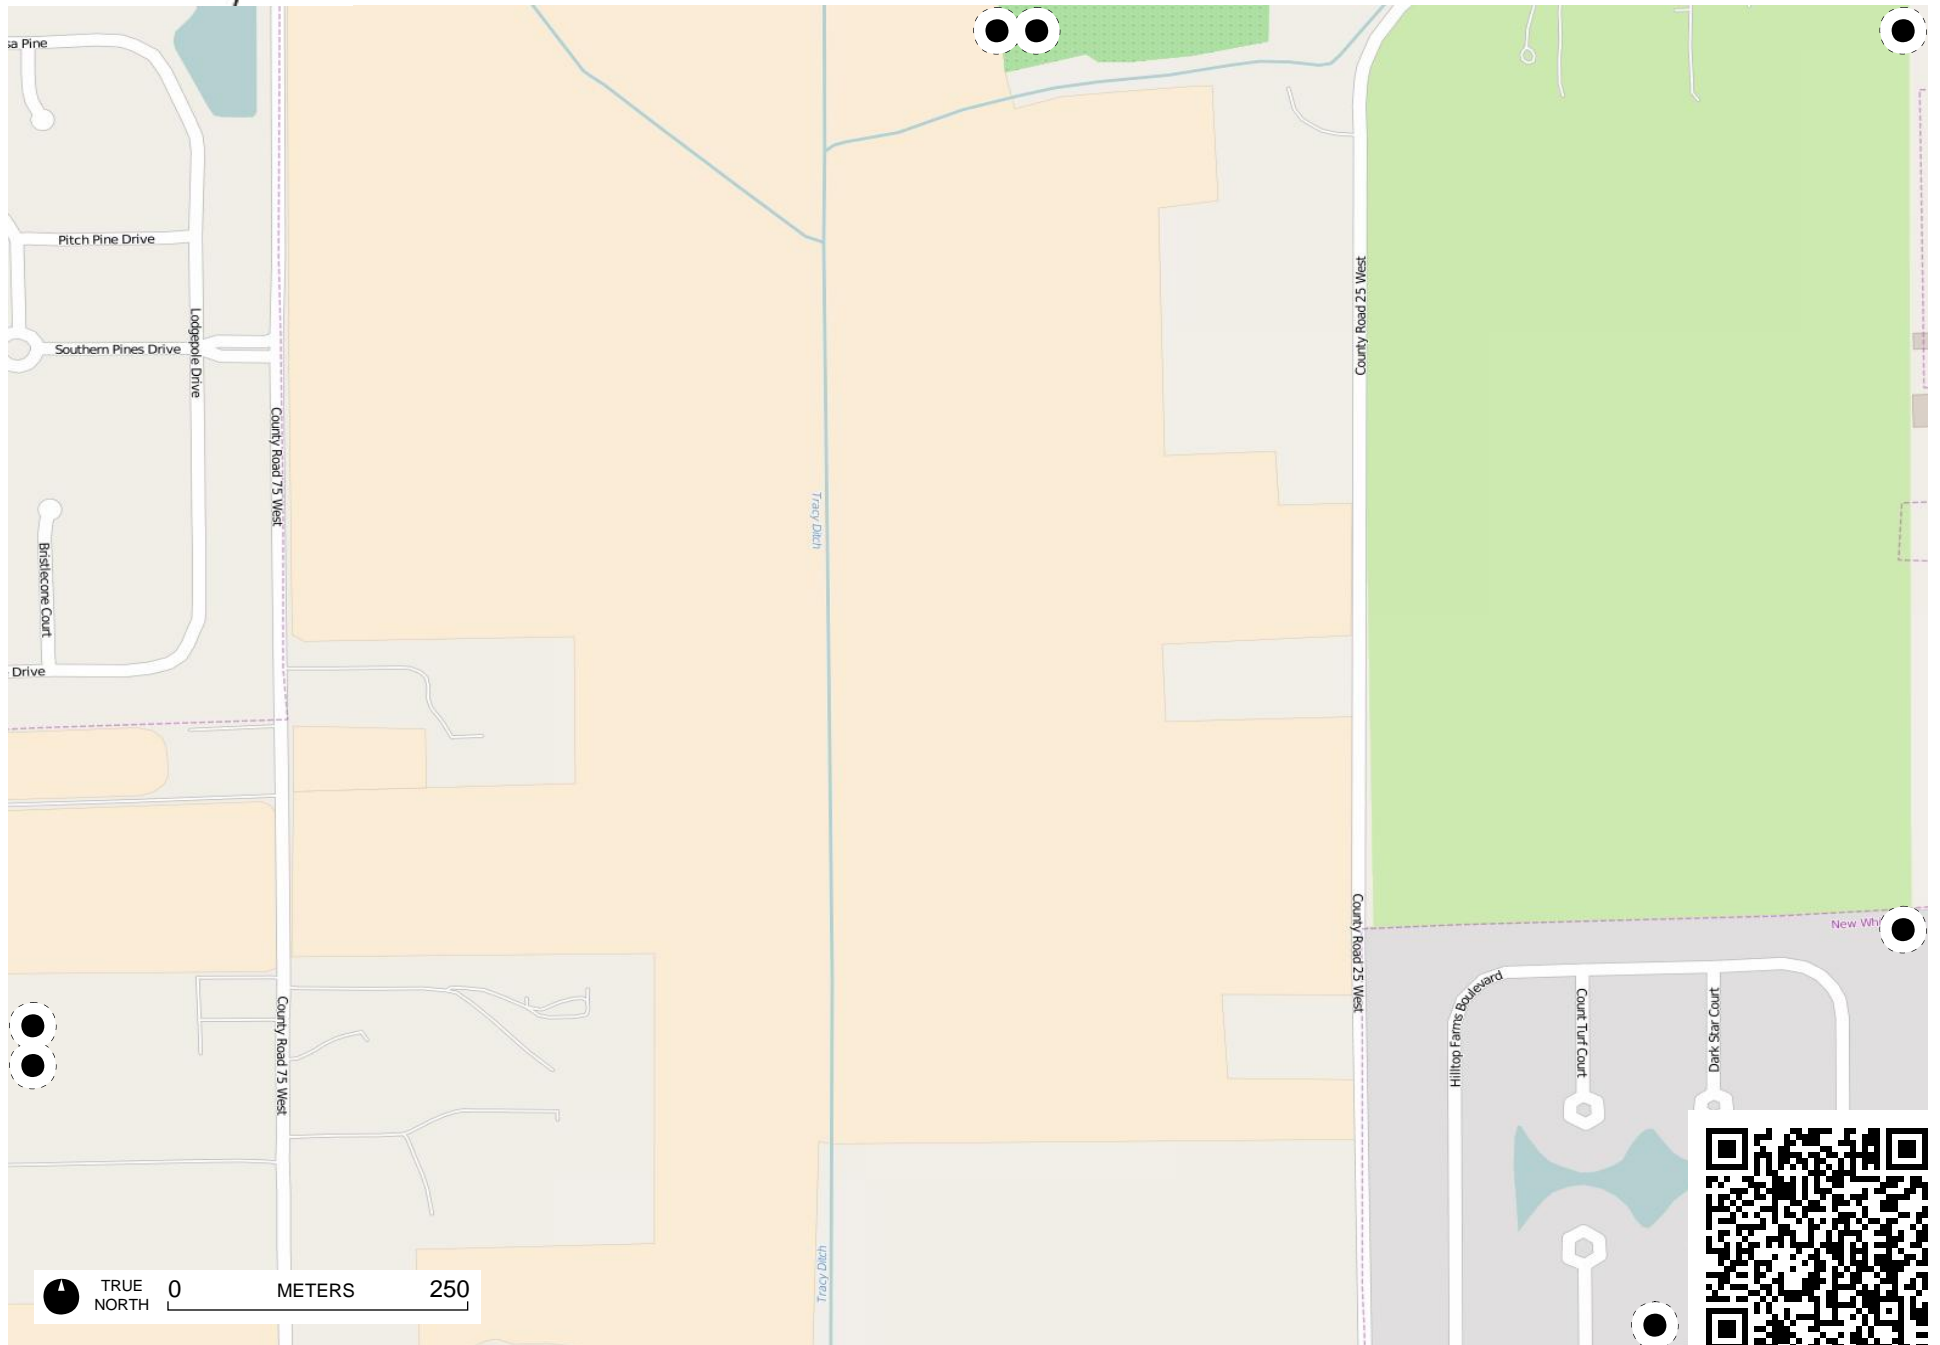 sa Pine
Pitch Pine Drive
Lodgepole Drive
Southern Pines Drive
County Road 75 West
County Road 25 West
Tracy Ditch
Bristlecone Court
Drive
County Road 25 West
New Wh
Hilltop Farms Boulevard
Count Turf Court
Dark Star Court
County Road 75 West
Tracy Ditch
TRUE
NORTH
0 METERS 250